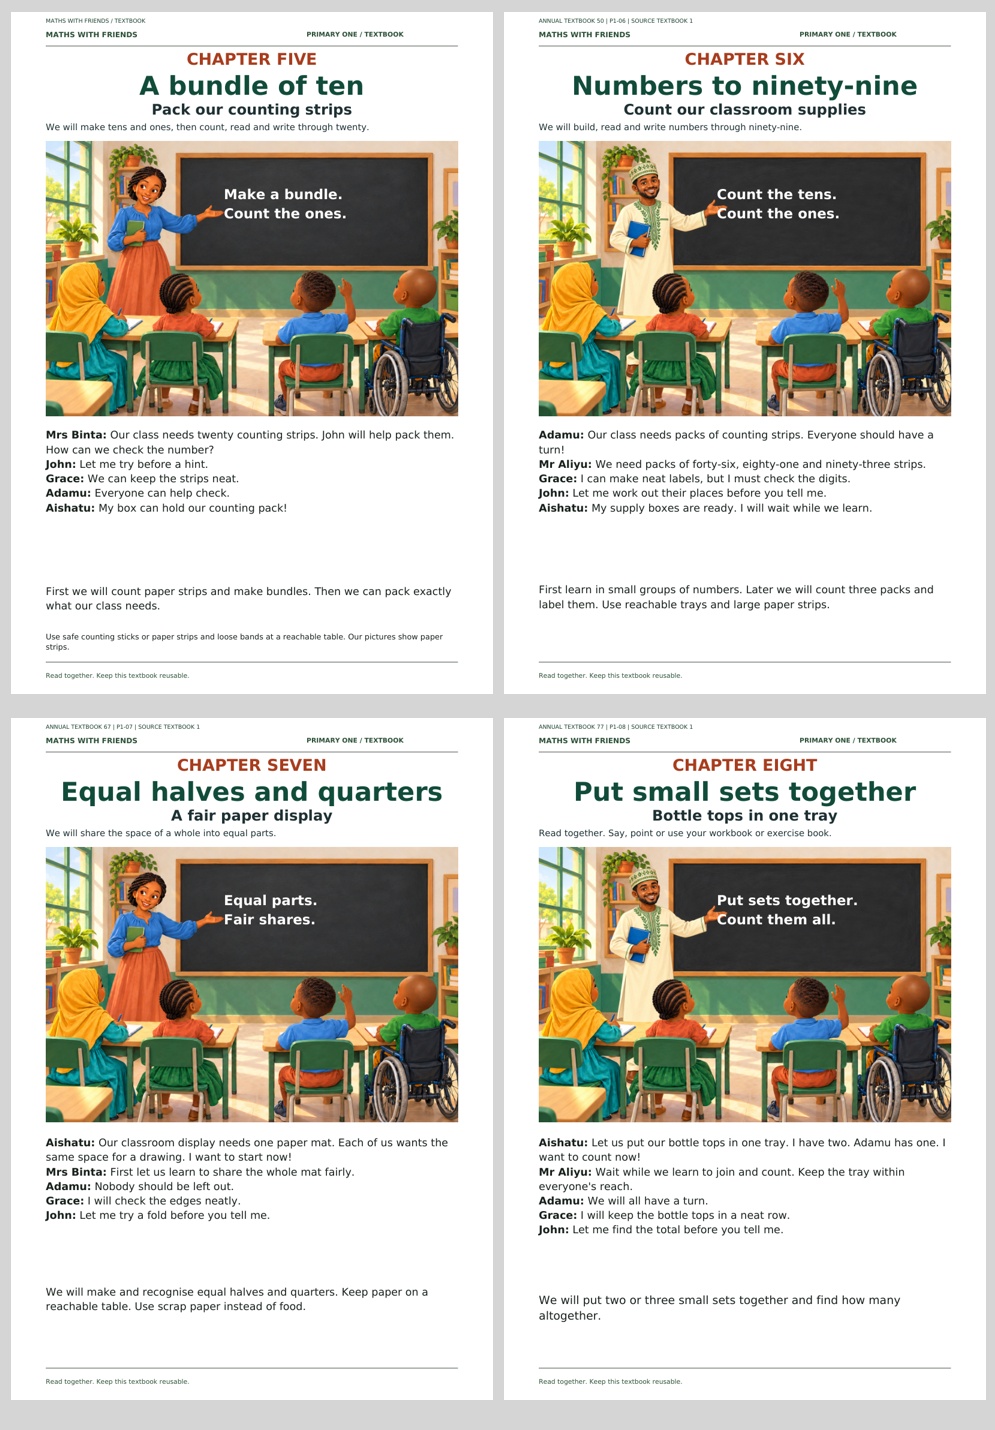 MATHS WITH FRIENDS / TEXTBOOK
MATHS WITH FRIENDS
PRIMARY ONE / TEXTBOOK
CHAPTER FIVE
A bundle of ten
Pack our counting strips
We will make tens and ones, then count, read and write through twenty.
Make a bundle.
Count the ones.
Mrs Binta: Our class needs twenty counting strips. John will help pack them.
How can we check the number?
John: Let me try before a hint.
Grace: We can keep the strips neat.
Adamu: Everyone can help check.
Aishatu: My box can hold our counting pack!
First we will count paper strips and make bundles. Then we can pack exactly
what our class needs.
Use safe counting sticks or paper strips and loose bands at a reachable table. Our pictures show paper
strips.
Read together. Keep this textbook reusable.
ANNUAL TEXTBOOK 50 | P1-06 | SOURCE TEXTBOOK 1
MATHS WITH FRIENDS
PRIMARY ONE / TEXTBOOK
CHAPTER SIX
Numbers to ninety-nine
Count our classroom supplies
We will build, read and write numbers through ninety-nine.
Count the tens.
Count the ones.
Adamu: Our class needs packs of counting strips. Everyone should have a
turn!
Mr Aliyu: We need packs of forty-six, eighty-one and ninety-three strips.
Grace: I can make neat labels, but I must check the digits.
John: Let me work out their places before you tell me.
Aishatu: My supply boxes are ready. I will wait while we learn.
First learn in small groups of numbers. Later we will count three packs and
label them. Use reachable trays and large paper strips.
Read together. Keep this textbook reusable.
ANNUAL TEXTBOOK 67 | P1-07 | SOURCE TEXTBOOK 1
MATHS WITH FRIENDS
PRIMARY ONE / TEXTBOOK
CHAPTER SEVEN
Equal halves and quarters
A fair paper display
We will share the space of a whole into equal parts.
Equal parts.
Fair shares.
Aishatu: Our classroom display needs one paper mat. Each of us wants the
same space for a drawing. I want to start now!
Mrs Binta: First let us learn to share the whole mat fairly.
Adamu: Nobody should be left out.
Grace: I will check the edges neatly.
John: Let me try a fold before you tell me.
We will make and recognise equal halves and quarters. Keep paper on a
reachable table. Use scrap paper instead of food.
Read together. Keep this textbook reusable.
ANNUAL TEXTBOOK 77 | P1-08 | SOURCE TEXTBOOK 1
MATHS WITH FRIENDS
PRIMARY ONE / TEXTBOOK
CHAPTER EIGHT
Put small sets together
Bottle tops in one tray
Read together. Say, point or use your workbook or exercise book.
Put sets together.
Count them all.
Aishatu: Let us put our bottle tops in one tray. I have two. Adamu has one. I
want to count now!
Mr Aliyu: Wait while we learn to join and count. Keep the tray within
everyone's reach.
Adamu: We will all have a turn.
Grace: I will keep the bottle tops in a neat row.
John: Let me find the total before you tell me.
We will put two or three small sets together and find how many
altogether.
Read together. Keep this textbook reusable.